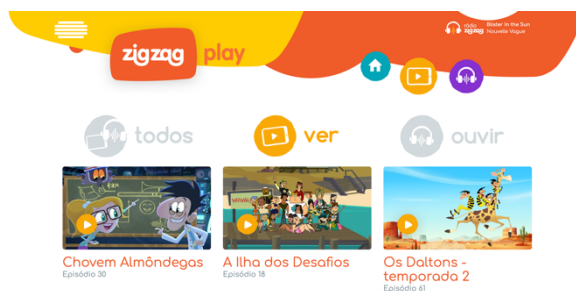 rádio zigzag
Blister in the Sun
Nouvelle Vague
zigzag play
todos
ver
ouvir
Chovem Almôndegas
Episódio 30
A Ilha dos Desafios
Episódio 18
Os Daltons -
temporada 2
Episódio 61